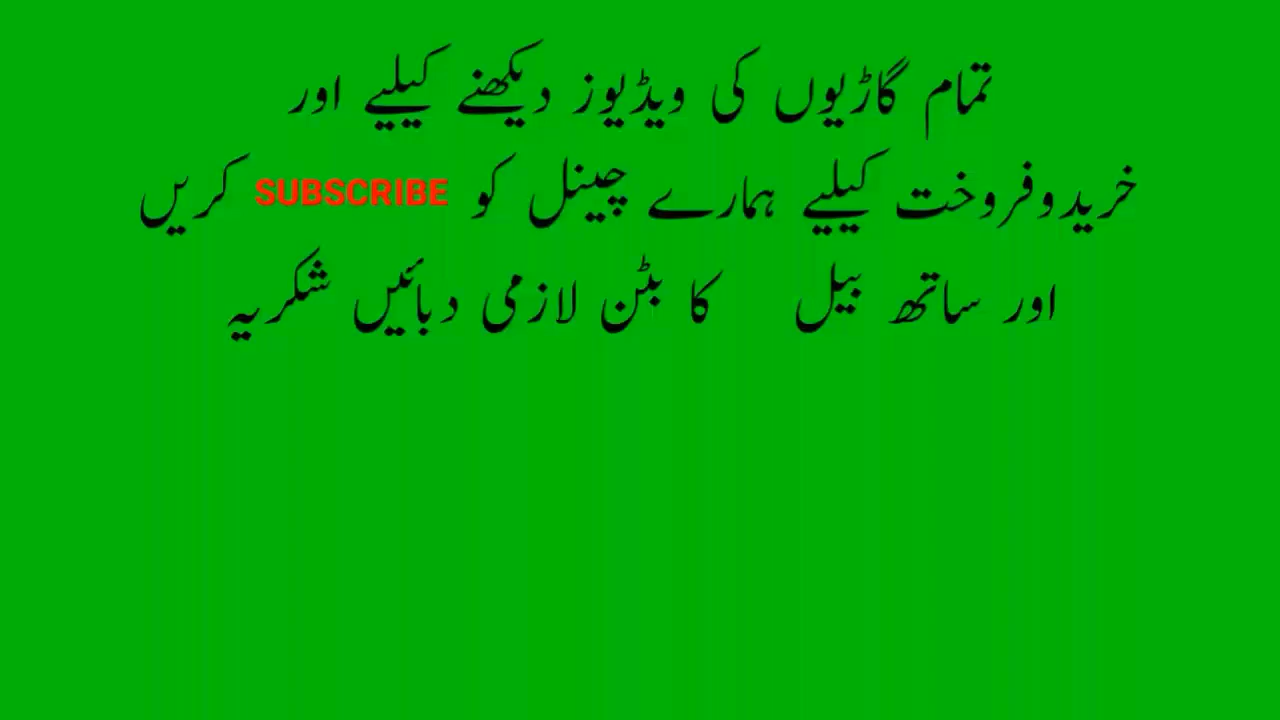 تمام گاڑیوں کی ویڈیوز دیکھنے کیلیے اور
خریدوفروخت کیلیے ہمارے چینل کو SUBSCRIBE کریں
اور ساتھ بیل کا بٹن لازمی دبائیں شکریہ